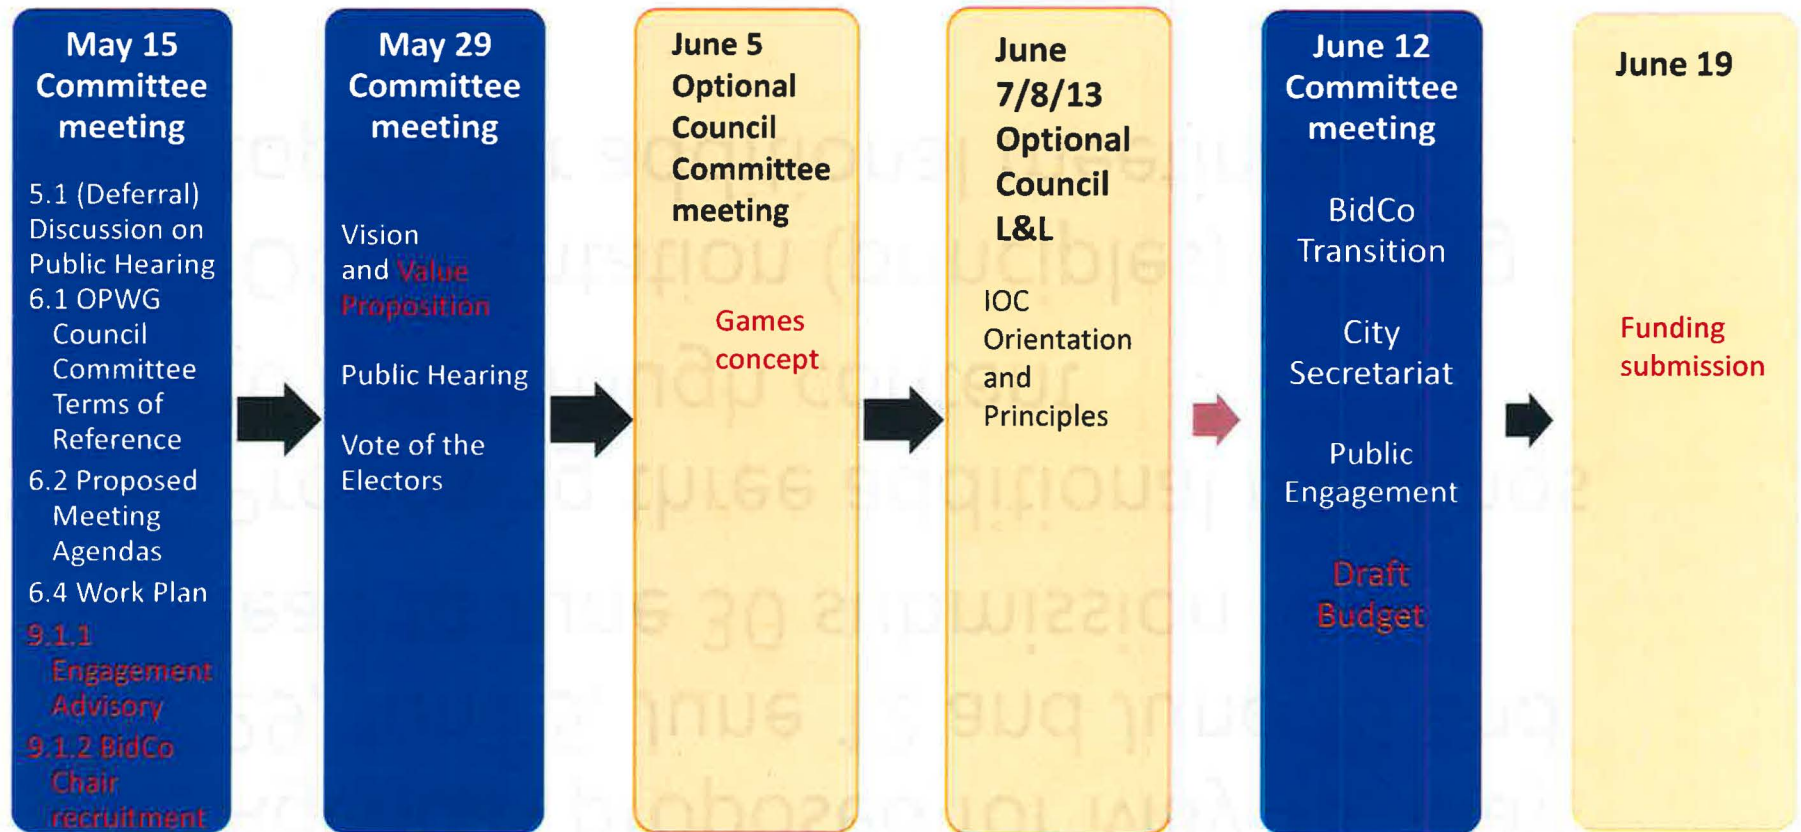 May 15
Committee
meeting
5.1 (Deferral)
Discussion on
Public Hearing
6.1 OPWG
Council
Committee
Terms of
Reference
6.2 Proposed
Meeting
Agendas
6.4 Work Plan
9.1.1
Engagement
Advisory
9.1.2 BidCo
Chair
recruitment
May 29
Committee
meeting
Vision
and Value
Proposition
Public Hearing
Vote of the
Electors
June 5
Optional
Council
Committee
meeting
Games
concept
June
7/8/13
Optional
Council
L&L
IOC
Orientation
and
Principles
June 12
Committee
meeting
BidCo
Transition
City
Secretariat
Public
Engagement
Draft
Budget
June 19
Funding
submission